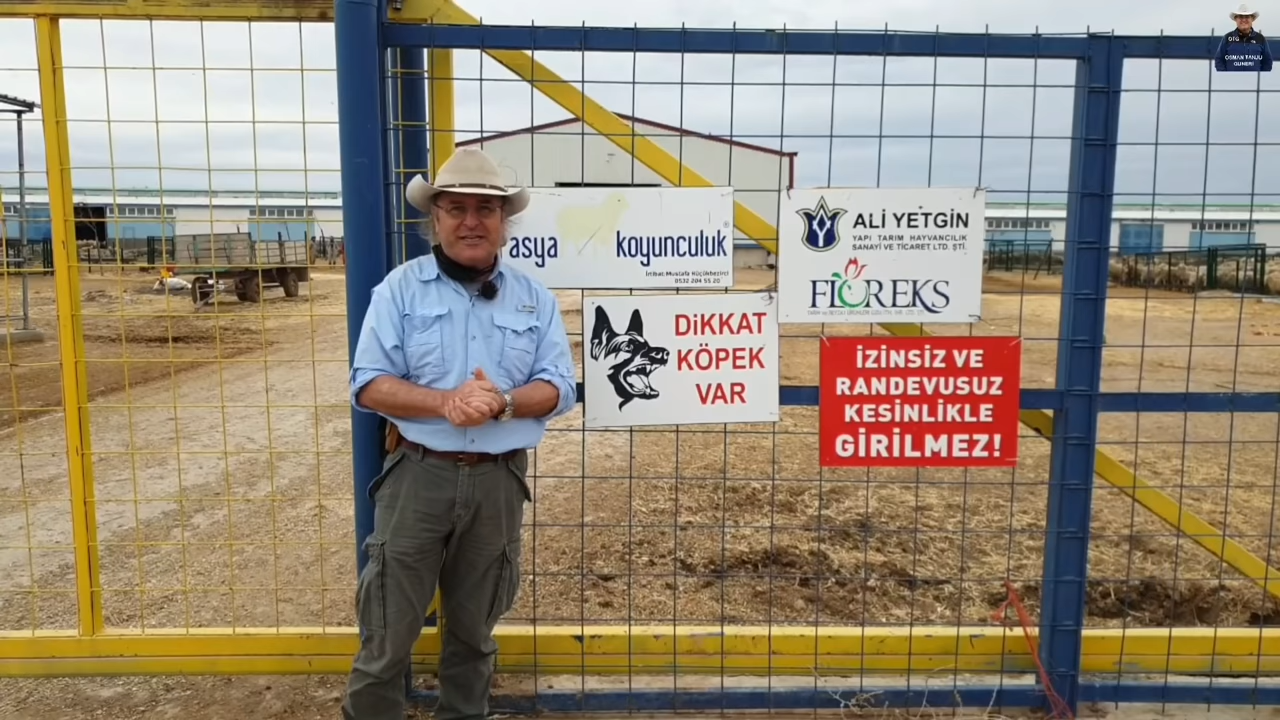 OTG
OSMAN TANJU
GÜNERİ
asya koyunculuk®
İrtibat: Mustafa Küçükbezirci
0532 204 55 20
ALİ YETGİN
YAPI TARIM HAYVANCILIK
SANAYİ VE TİCARET LTD. ŞTİ.
FLOREKS
DİKKAT
KÖPEK
VAR
İZİNSİZ VE
RANDEVUSUZ
KESİNLİKLE
GİRİLMEZ!